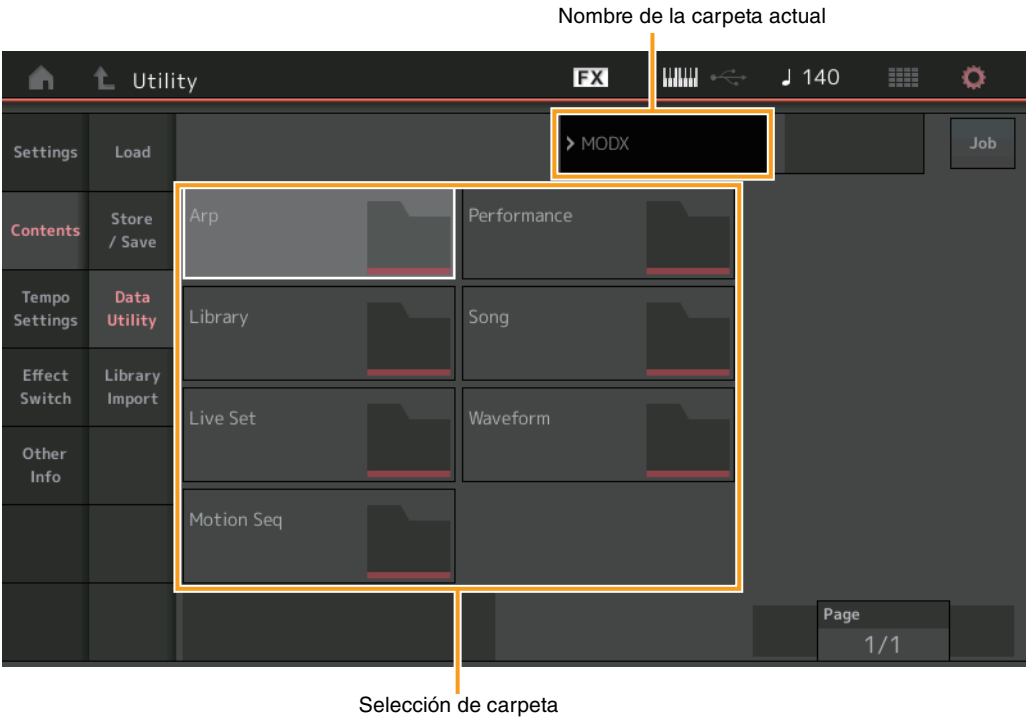 Nombre de la carpeta actual
Utility
FX
140
> MODX
Job
Settings
Load
Contents
Store
/ Save
Tempo
Settings
Data
Utility
Effect
Switch
Library
Import
Other
Info
Arp
Performance
Library
Song
Live Set
Waveform
Motion Seq
Page
1/1
Selección de carpeta